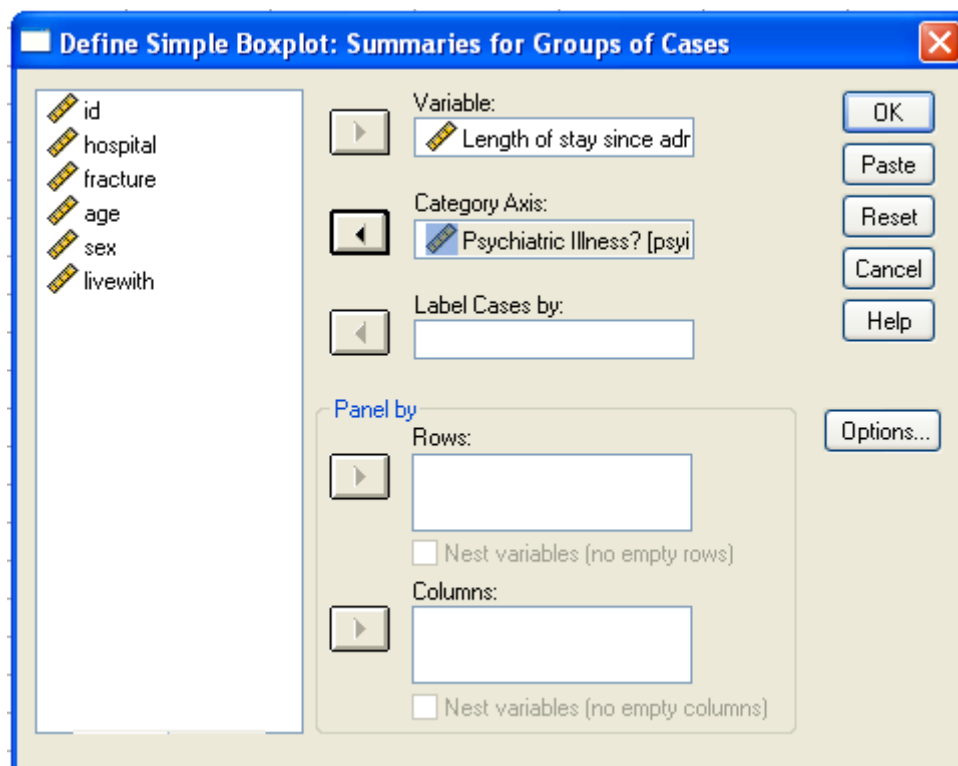 Define Simple Boxplot: Summaries for Groups of Cases
id
hospital
fracture
age
sex
livewith
Variable:
Length of stay since adr
Category Axis:
Psychiatric Illness? [psyi
Label Cases by:
Panel by
Rows:
Nest variables (no empty rows)
Columns:
Nest variables (no empty columns)
OK
Paste
Reset
Cancel
Help
Options...